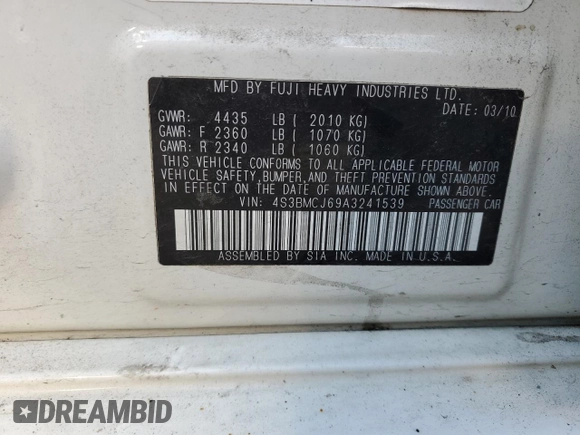 MFD BY FUJI HEAVY INDUSTRIES LTD.
DATE: 03/10
GVWR: 4435 LB ( 2010 KG)
GAWR: F 2360 LB ( 1070 KG)
GAWR: R 2340 LB ( 1060 KG)
THIS VEHICLE CONFORMS TO ALL APPLICABLE FEDERAL MOTOR
VEHICLE SAFETY, BUMPER, AND THEFT PREVENTION STANDARDS
IN EFFECT ON THE DATE OF MANUFACTURE SHOWN ABOVE.
VIN: 4S3BMCJ69A3241539 PASSENGER CAR
ASSEMBLED BY SIA INC. MADE IN U.S.A.
DREAMBID